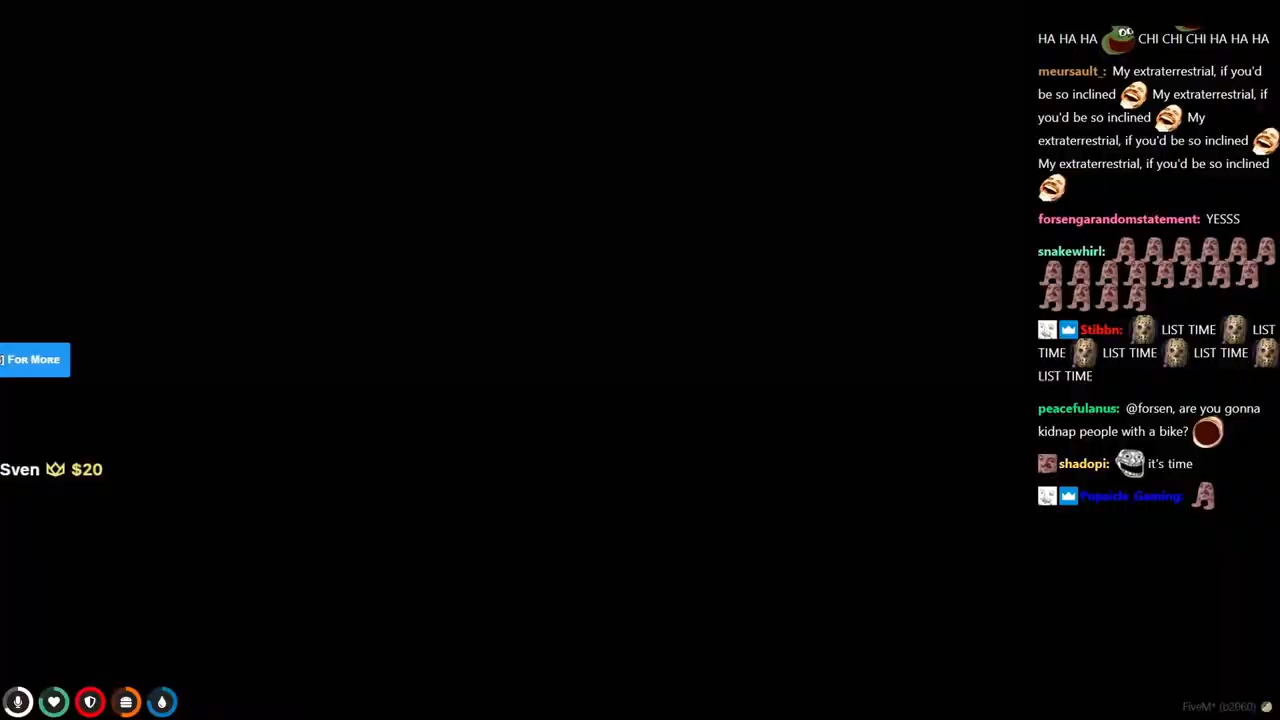 HA HA HA CHI CHI CHI HA HA HA
meursault_: My extraterrestrial, if you'd
be so inclined My extraterrestrial, if
you'd be so inclined My
extraterrestrial, if you'd be so inclined
My extraterrestrial, if you'd be so inclined
forsengarandomstatement: YESSS
snakewhirl:
Stibbn: LIST TIME LIST
TIME LIST TIME LIST TIME
LIST TIME
] FOR MORE
peacefulanus: @forsen, are you gonna
kidnap people with a bike?
shadopi: it's time
Sven $20
Popsicle_Gaming:
FiveM* (b2060)